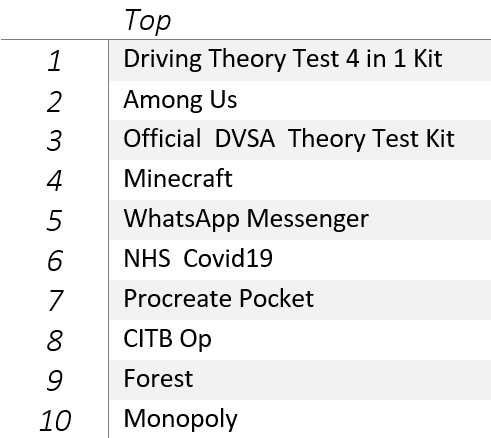 Top
1 Driving Theory Test 4 in 1 Kit
2 Among Us
3 Official DVSA Theory Test Kit
4 Minecraft
5 WhatsApp Messenger
6 NHS Covid19
7 Procreate Pocket
8 CITB Op
9 Forest
10 Monopoly